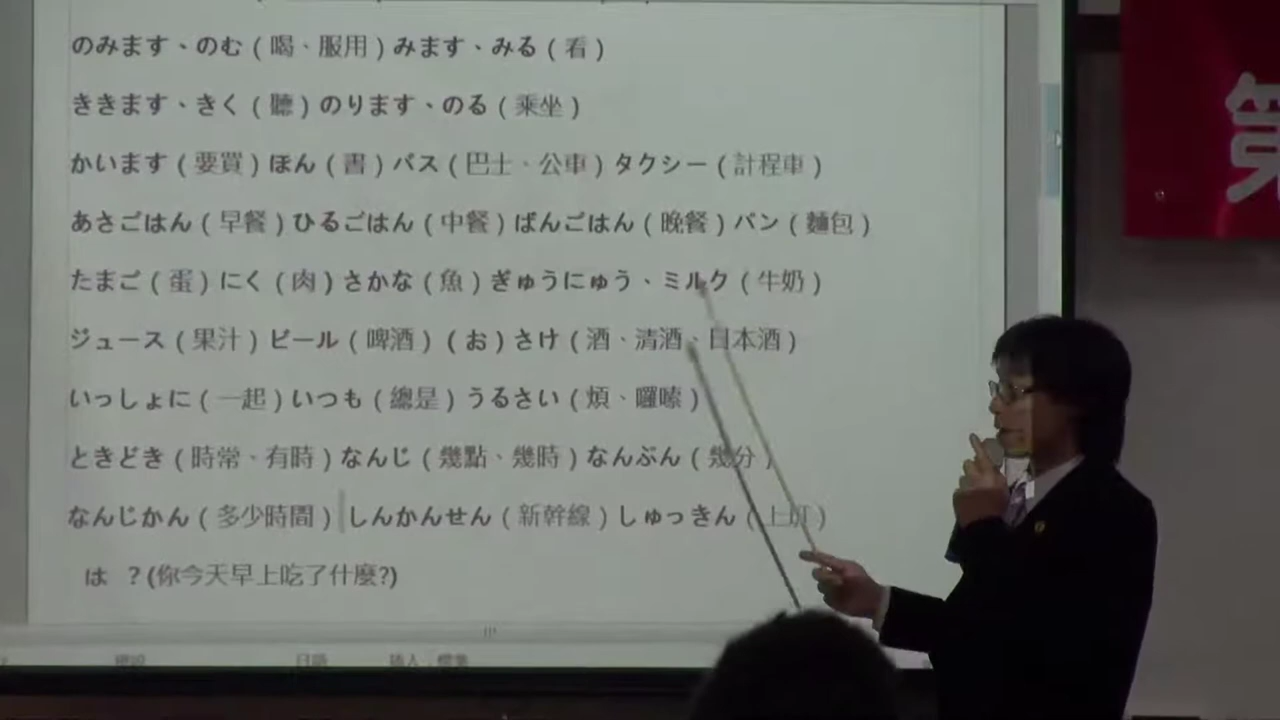 のみます、のむ（喝、服用）みます、みる（看）
ききます、きく（聽）のります、のる（乘坐）
かいます（要買）ほん（書）バス（巴士、公車）タクシー（計程車）
あさごはん（早餐）ひるごはん（中餐）ばんごはん（晚餐）パン（麵包）
たまご（蛋）にく（肉）さかな（魚）ぎゅうにゅう、ミルク（牛奶）
ジュース（果汁）ビール（啤酒）（お）さけ（酒、清酒、日本酒）
いっしょに（一起）いつも（總是）うるさい（煩、囉嗦）
ときどき（時常、有時）なんじ（幾點、幾時）なんぷん（幾分）
なんじかん（多少時間）しんかんせん（新幹線）しゅっきん（上班）
は ？(你今天早上吃了什麼?)
第